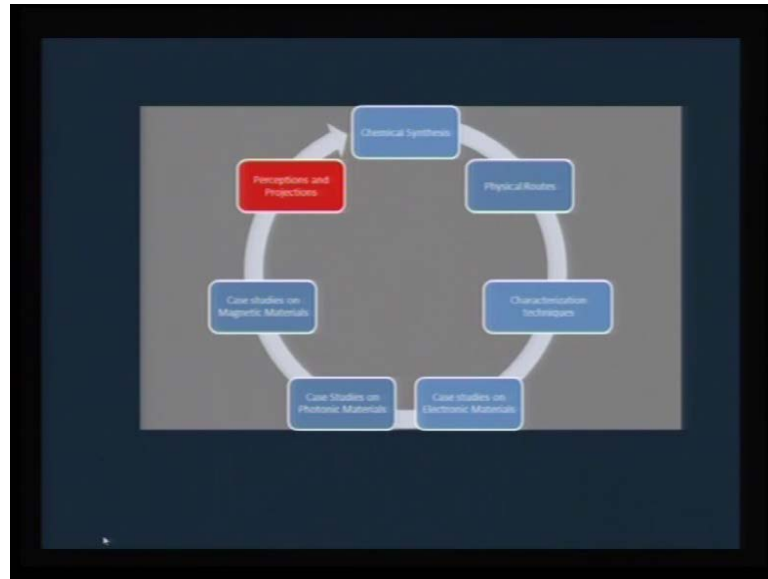 Chemical Synthesis
Physical Routes
Characterization
techniques
Case studies on
Electronic Materials
Case Studies on
Photonic Materials
Case studies on
Magnetic Materials
Perceptions and
Projections